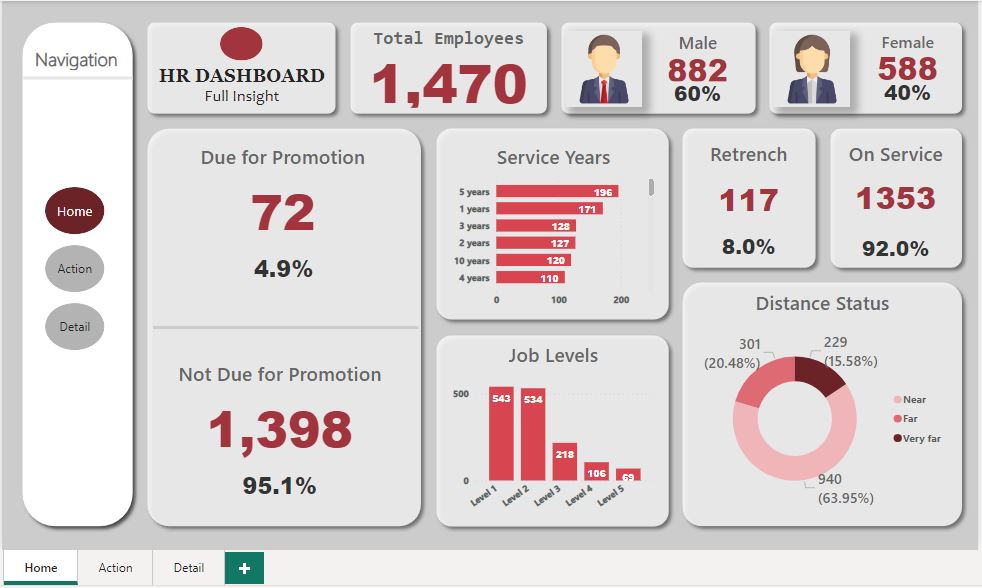 Navigation
Home
Action
Detail
HR DASHBOARD
Full Insight
Total Employees
1,470
Male
882
60%
Female
588
40%
Due for Promotion
72
4.9%
Not Due for Promotion
1,398
95.1%
Service Years
5 years 196
1 years 171
3 years 128
2 years 127
10 years 120
4 years 110
0 100 200
Job Levels
500
0
543 534 218 106 69
Level 1 Level 2 Level 3 Level 4 Level 5
Retrench
117
8.0%
On Service
1353
92.0%
Distance Status
301
(20.48%)
229
(15.58%)
940
(63.95%)
Near
Far
Very far
Home Action Detail +